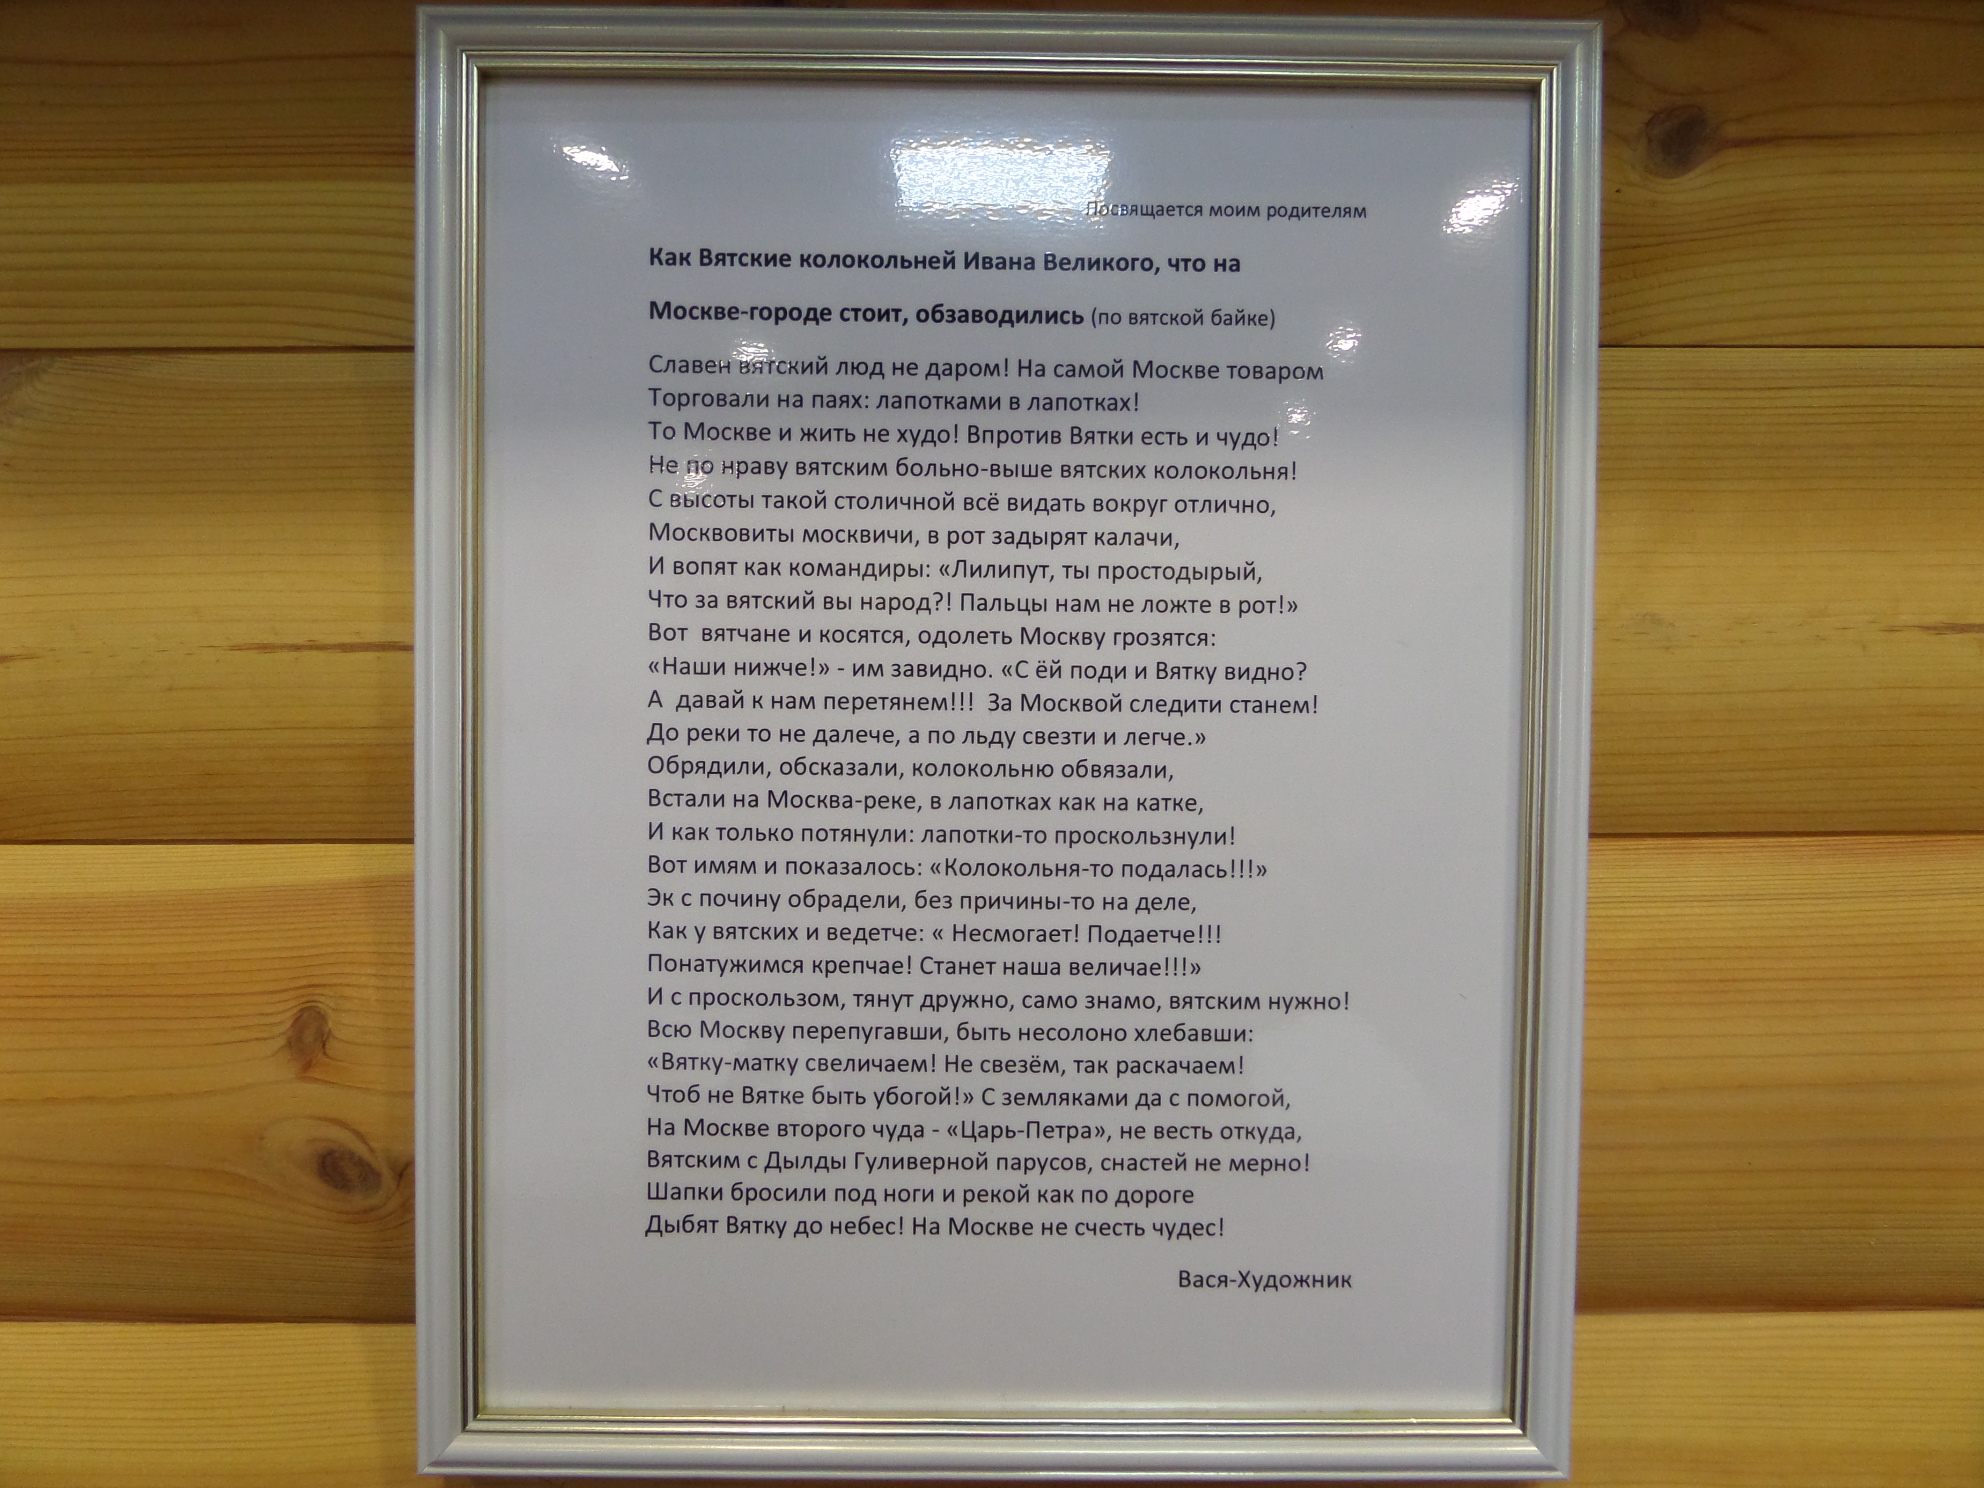 Посвящается моим родителям
Как Вятские колокольней Ивана Великого, что на
Москве-городе стоит, обзаводились (по вятской байке)
Славен вятский люд не даром! На самой Москве товаром
Торговали на паях: лапотками в лапотках!
То Москве и жить не худо! Впротив Вятки есть и чудо!
Не по нраву вятским больно-выше вятских колокольня!
С высоты такой столичной всё видать вокруг отлично,
Москвовиты москвичи, в рот задырят калачи,
И вопят как командиры: «Лилипут, ты простодырый,
Что за вятский вы народ?! Пальцы нам не ложте в рот!»
Вот  вятчане и косятся, одолеть Москву грозятся:
«Наши нижче!» - им завидно. «С ёй поди и Вятку видно?
А  давай к нам перетянем!!!  За Москвой следити станем!
До реки то не далече, а по льду свезти и легче.»
Обрядили, обсказали, колокольню обвязали,
Встали на Москва-реке, в лапотках как на катке,
И как только потянули: лапотки-то проскользнули!
Вот имям и показалось: «Колокольня-то подалась!!!»
Эк с почину обрадели, без причины-то на деле,
Как у вятских и ведетче: « Несмогает! Подаетче!!!
Понатужимся крепчае! Станет наша величае!!!»
И с проскользом, тянут дружно, само знамо, вятским нужно!
Всю Москву перепугавши, быть несолоно хлебавши:
«Вятку-матку свеличаем! Не свезём, так раскачаем!
Чтоб не Вятке быть убогой!» С земляками да с помогой,
На Москве второго чуда - «Царь-Петра», не весть откуда,
Вятским с Дылды Гуливерной парусов, снастей не мерно!
Шапки бросили под ноги и рекой как по дороге
Дыбят Вятку до небес! На Москве не счесть чудес!
Вася-Художник